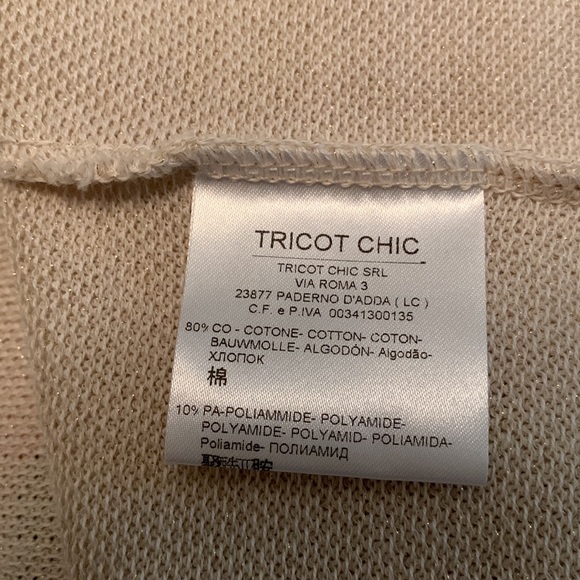 TRICOT CHIC
TRICOT CHIC SRL
VIA ROMA 3
23877 PADERNO D'ADDA ( LC )
C.F. e P.IVA 00341300135
80% CO - COTONE- COTTON- COTON-
BAUWMOLLE- ALGODÓN- Algodão-
ХЛОПОК
棉
10% PA-POLIAMMIDE- POLYAMIDE-
POLYAMIDE- POLYAMID- POLIAMIDA-
Poliamide- ПОЛИАМИД